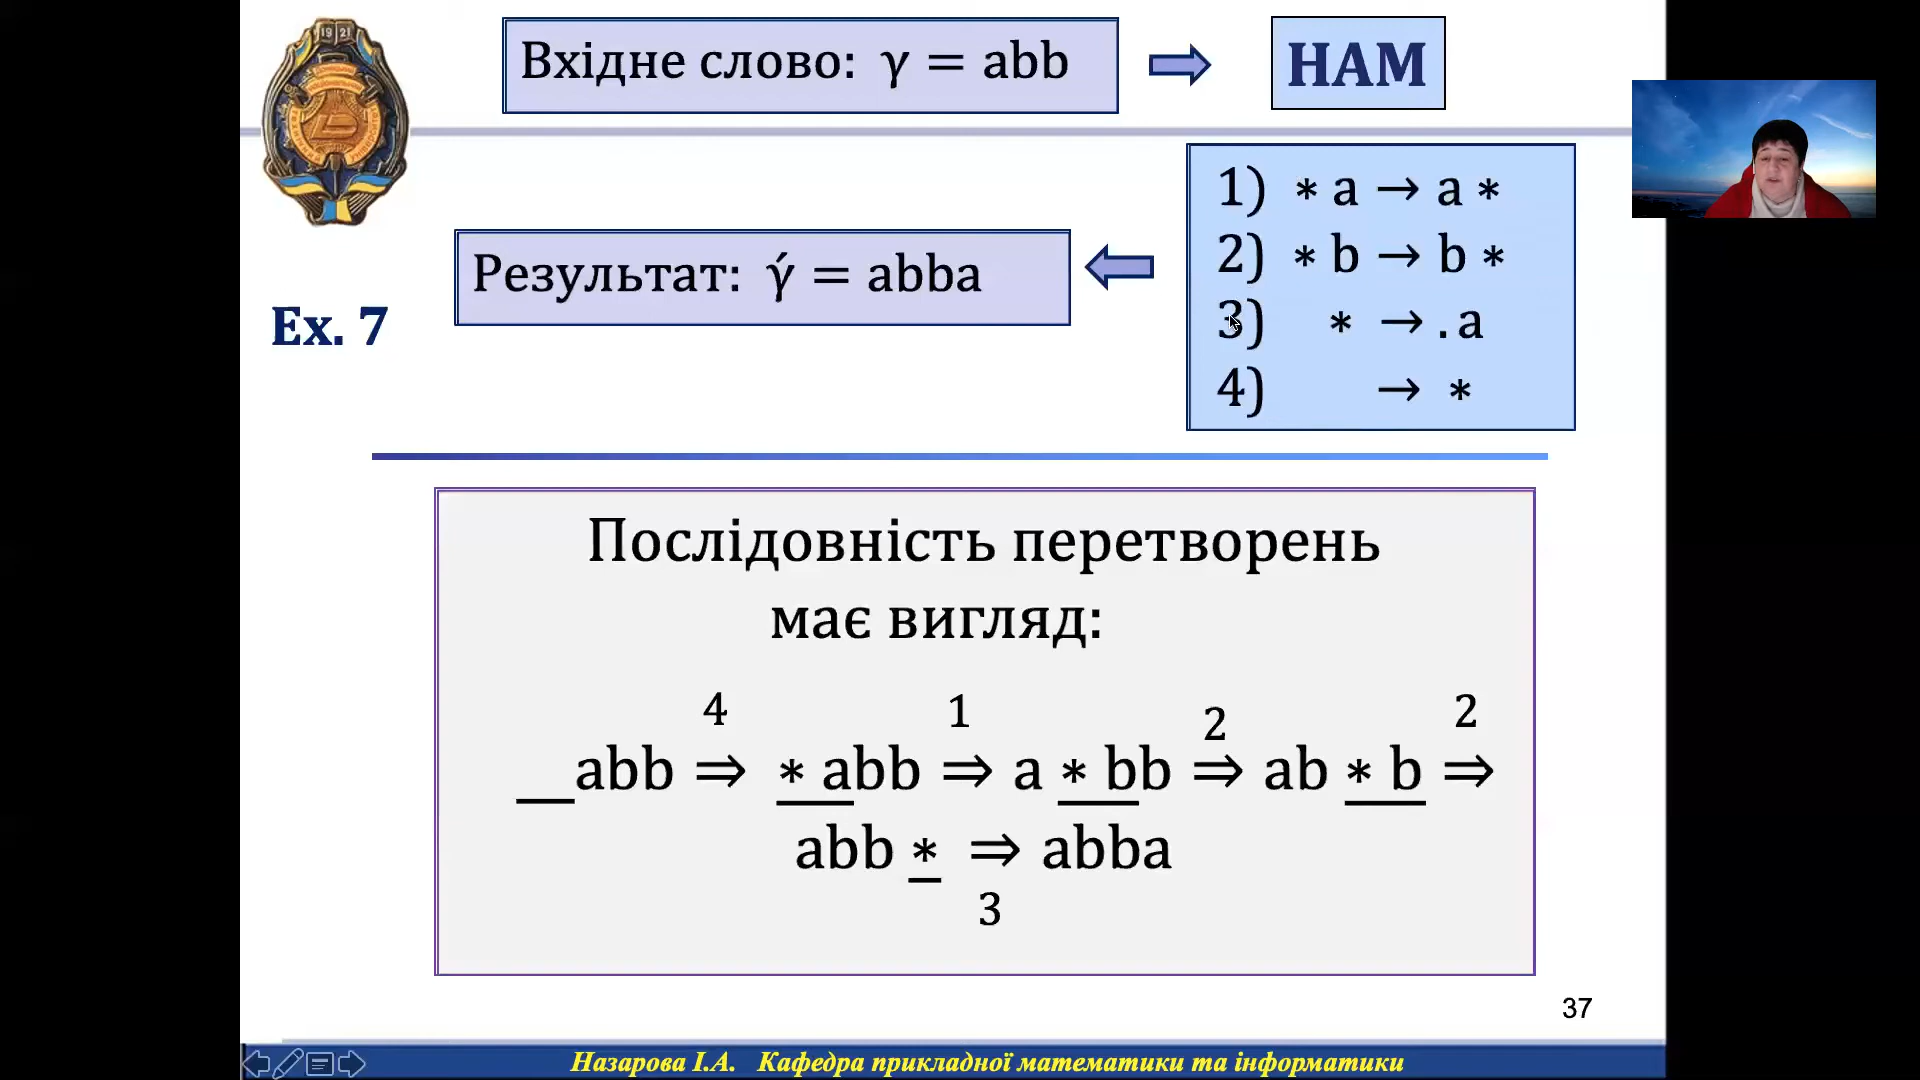 Вхідне слово: γ = abb
НАМ
1) ∗ a → a ∗
2) ∗ b → b ∗
3) ∗ → . a
4) → ∗
Результат: γ́ = abba
Ex. 7
Послідовність перетворень
має вигляд:
4 1 2 2
__abb ⇒ ∗ abb ⇒ a ∗ bb ⇒ ab ∗ b ⇒
abb ∗ ⇒ abba
3
37
Назарова І.А. Кафедра прикладної математики та інформатики
1921